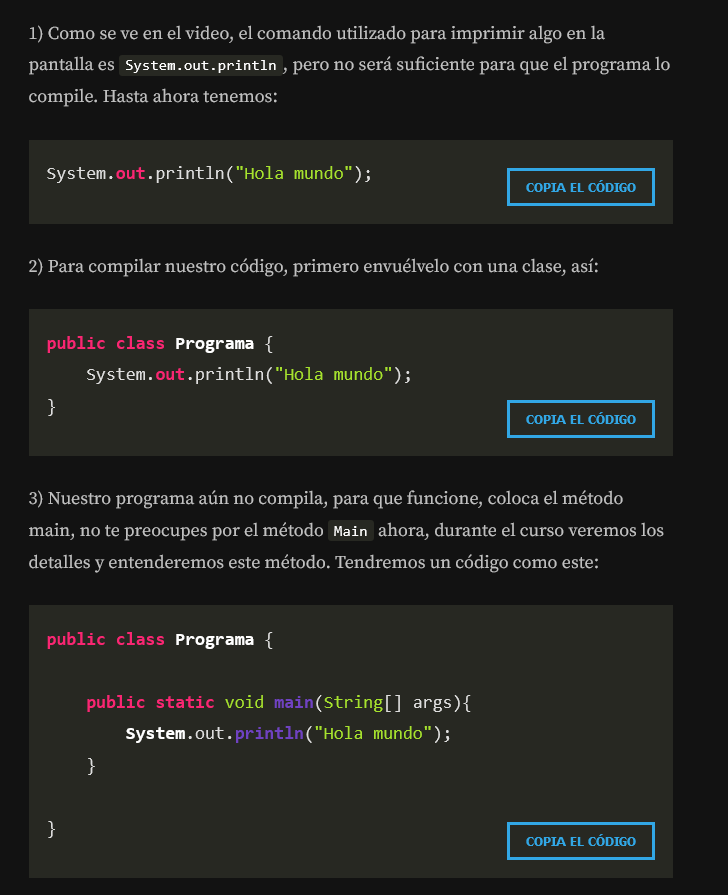 1) Como se ve en el video, el comando utilizado para imprimir algo en la
pantalla es System.out.println, pero no será suficiente para que el programa lo
compile. Hasta ahora tenemos:
System.out.println("Hola mundo");
COPIA EL CÓDIGO
2) Para compilar nuestro código, primero envuélvelo con una clase, así:
public class Programa {
    System.out.println("Hola mundo");
}
COPIA EL CÓDIGO
3) Nuestro programa aún no compila, para que funcione, coloca el método
main, no te preocupes por el método Main ahora, durante el curso veremos los
detalles y entenderemos este método. Tendremos un código como este:
public class Programa {
    public static void main(String[] args){
        System.out.println("Hola mundo");
    }
}
COPIA EL CÓDIGO